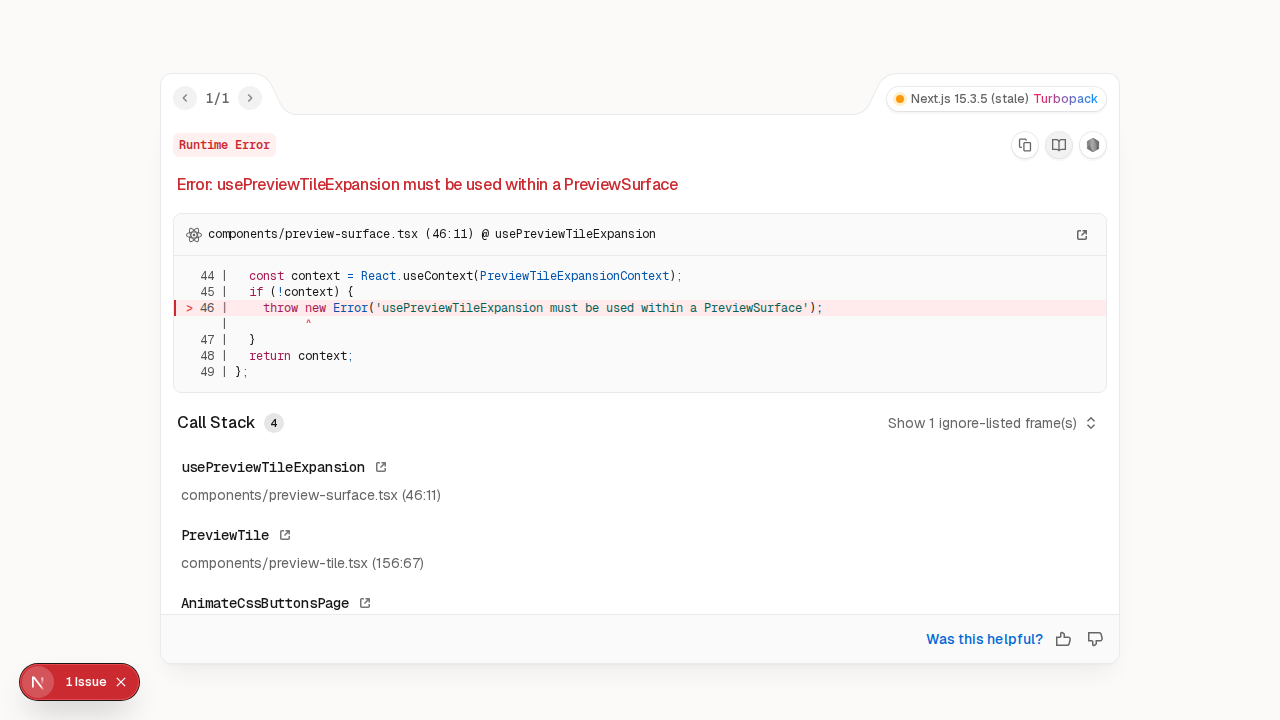 1/1
Next.js 15.3.5 (stale) Turbopack
Runtime Error
Error: usePreviewTileExpansion must be used within a PreviewSurface
components/preview-surface.tsx (46:11) @ usePreviewTileExpansion
44 |   const context = React.useContext(PreviewTileExpansionContext);
45 |   if (!context) {
> 46 |     throw new Error('usePreviewTileExpansion must be used within a PreviewSurface');
|           ^
47 |   }
48 |   return context;
49 | };
Call Stack 4
Show 1 ignore-listed frame(s)
usePreviewTileExpansion
components/preview-surface.tsx (46:11)
PreviewTile
components/preview-tile.tsx (156:67)
AnimateCssButtonsPage
Was this helpful?
1 Issue